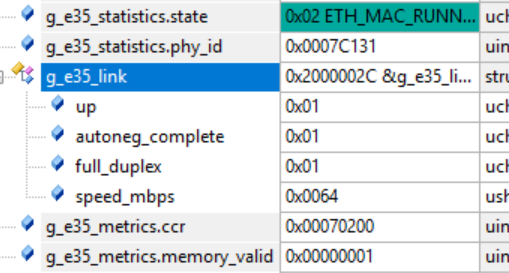 g_e35_statistics.state 0x02 ETH_MAC_RUNN... uch
g_e35_statistics.phy_id 0x0007C131 uin
g_e35_link 0x2000002C &g_e35_li... stru
up 0x01 uch
autoneg_complete 0x01 uch
full_duplex 0x01 uch
speed_mbps 0x0064 ush
g_e35_metrics.ccr 0x00070200 uin
g_e35_metrics.memory_valid 0x00000001 uin